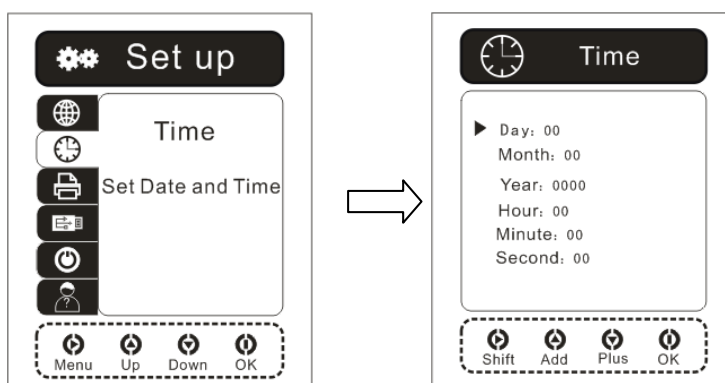 Set up
Time
Set Date and Time
Menu Up Down OK
Time
Day: 00
Month: 00
Year: 0000
Hour: 00
Minute: 00
Second: 00
Shift Add Plus OK